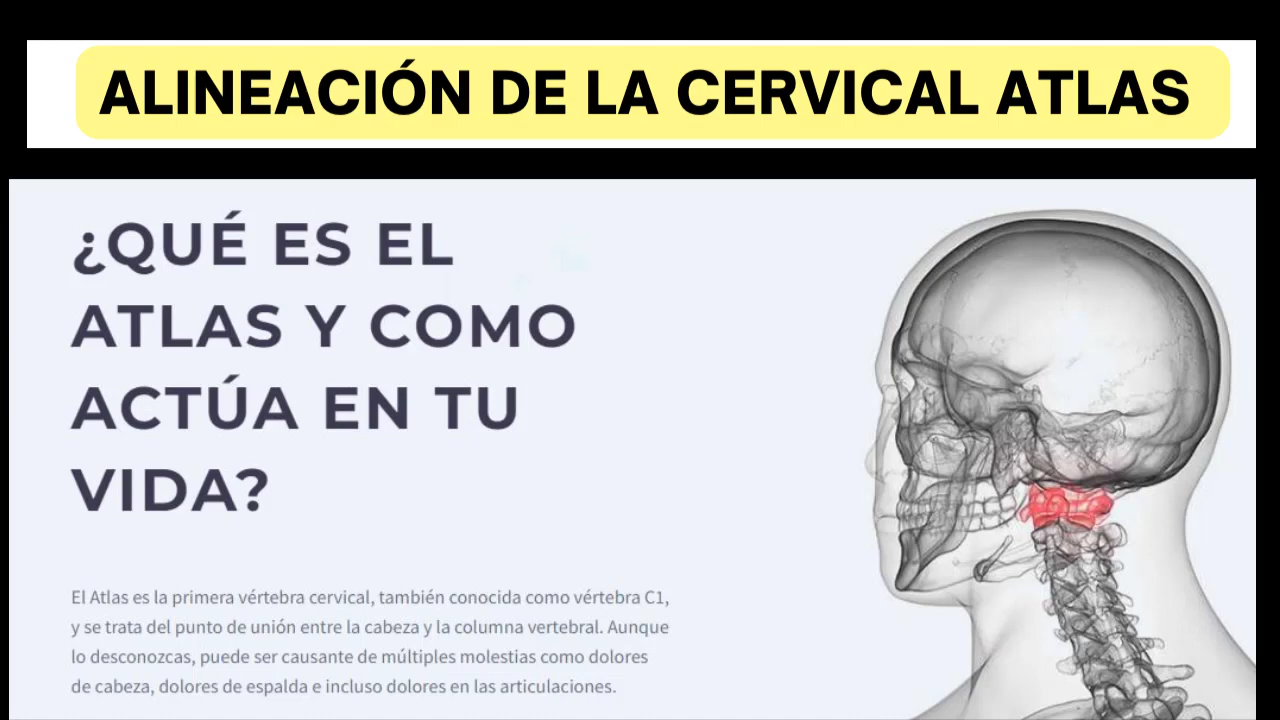 ALINEACIÓN DE LA CERVICAL ATLAS
¿QUÉ ES EL
ATLAS Y COMO
ACTÚA EN TU
VIDA?
El Atlas es la primera vértebra cervical, también conocida como vértebra C1,
y se trata del punto de unión entre la cabeza y la columna vertebral. Aunque
lo desconozcas, puede ser causante de múltiples molestias como dolores
de cabeza, dolores de espalda e incluso dolores en las articulaciones.